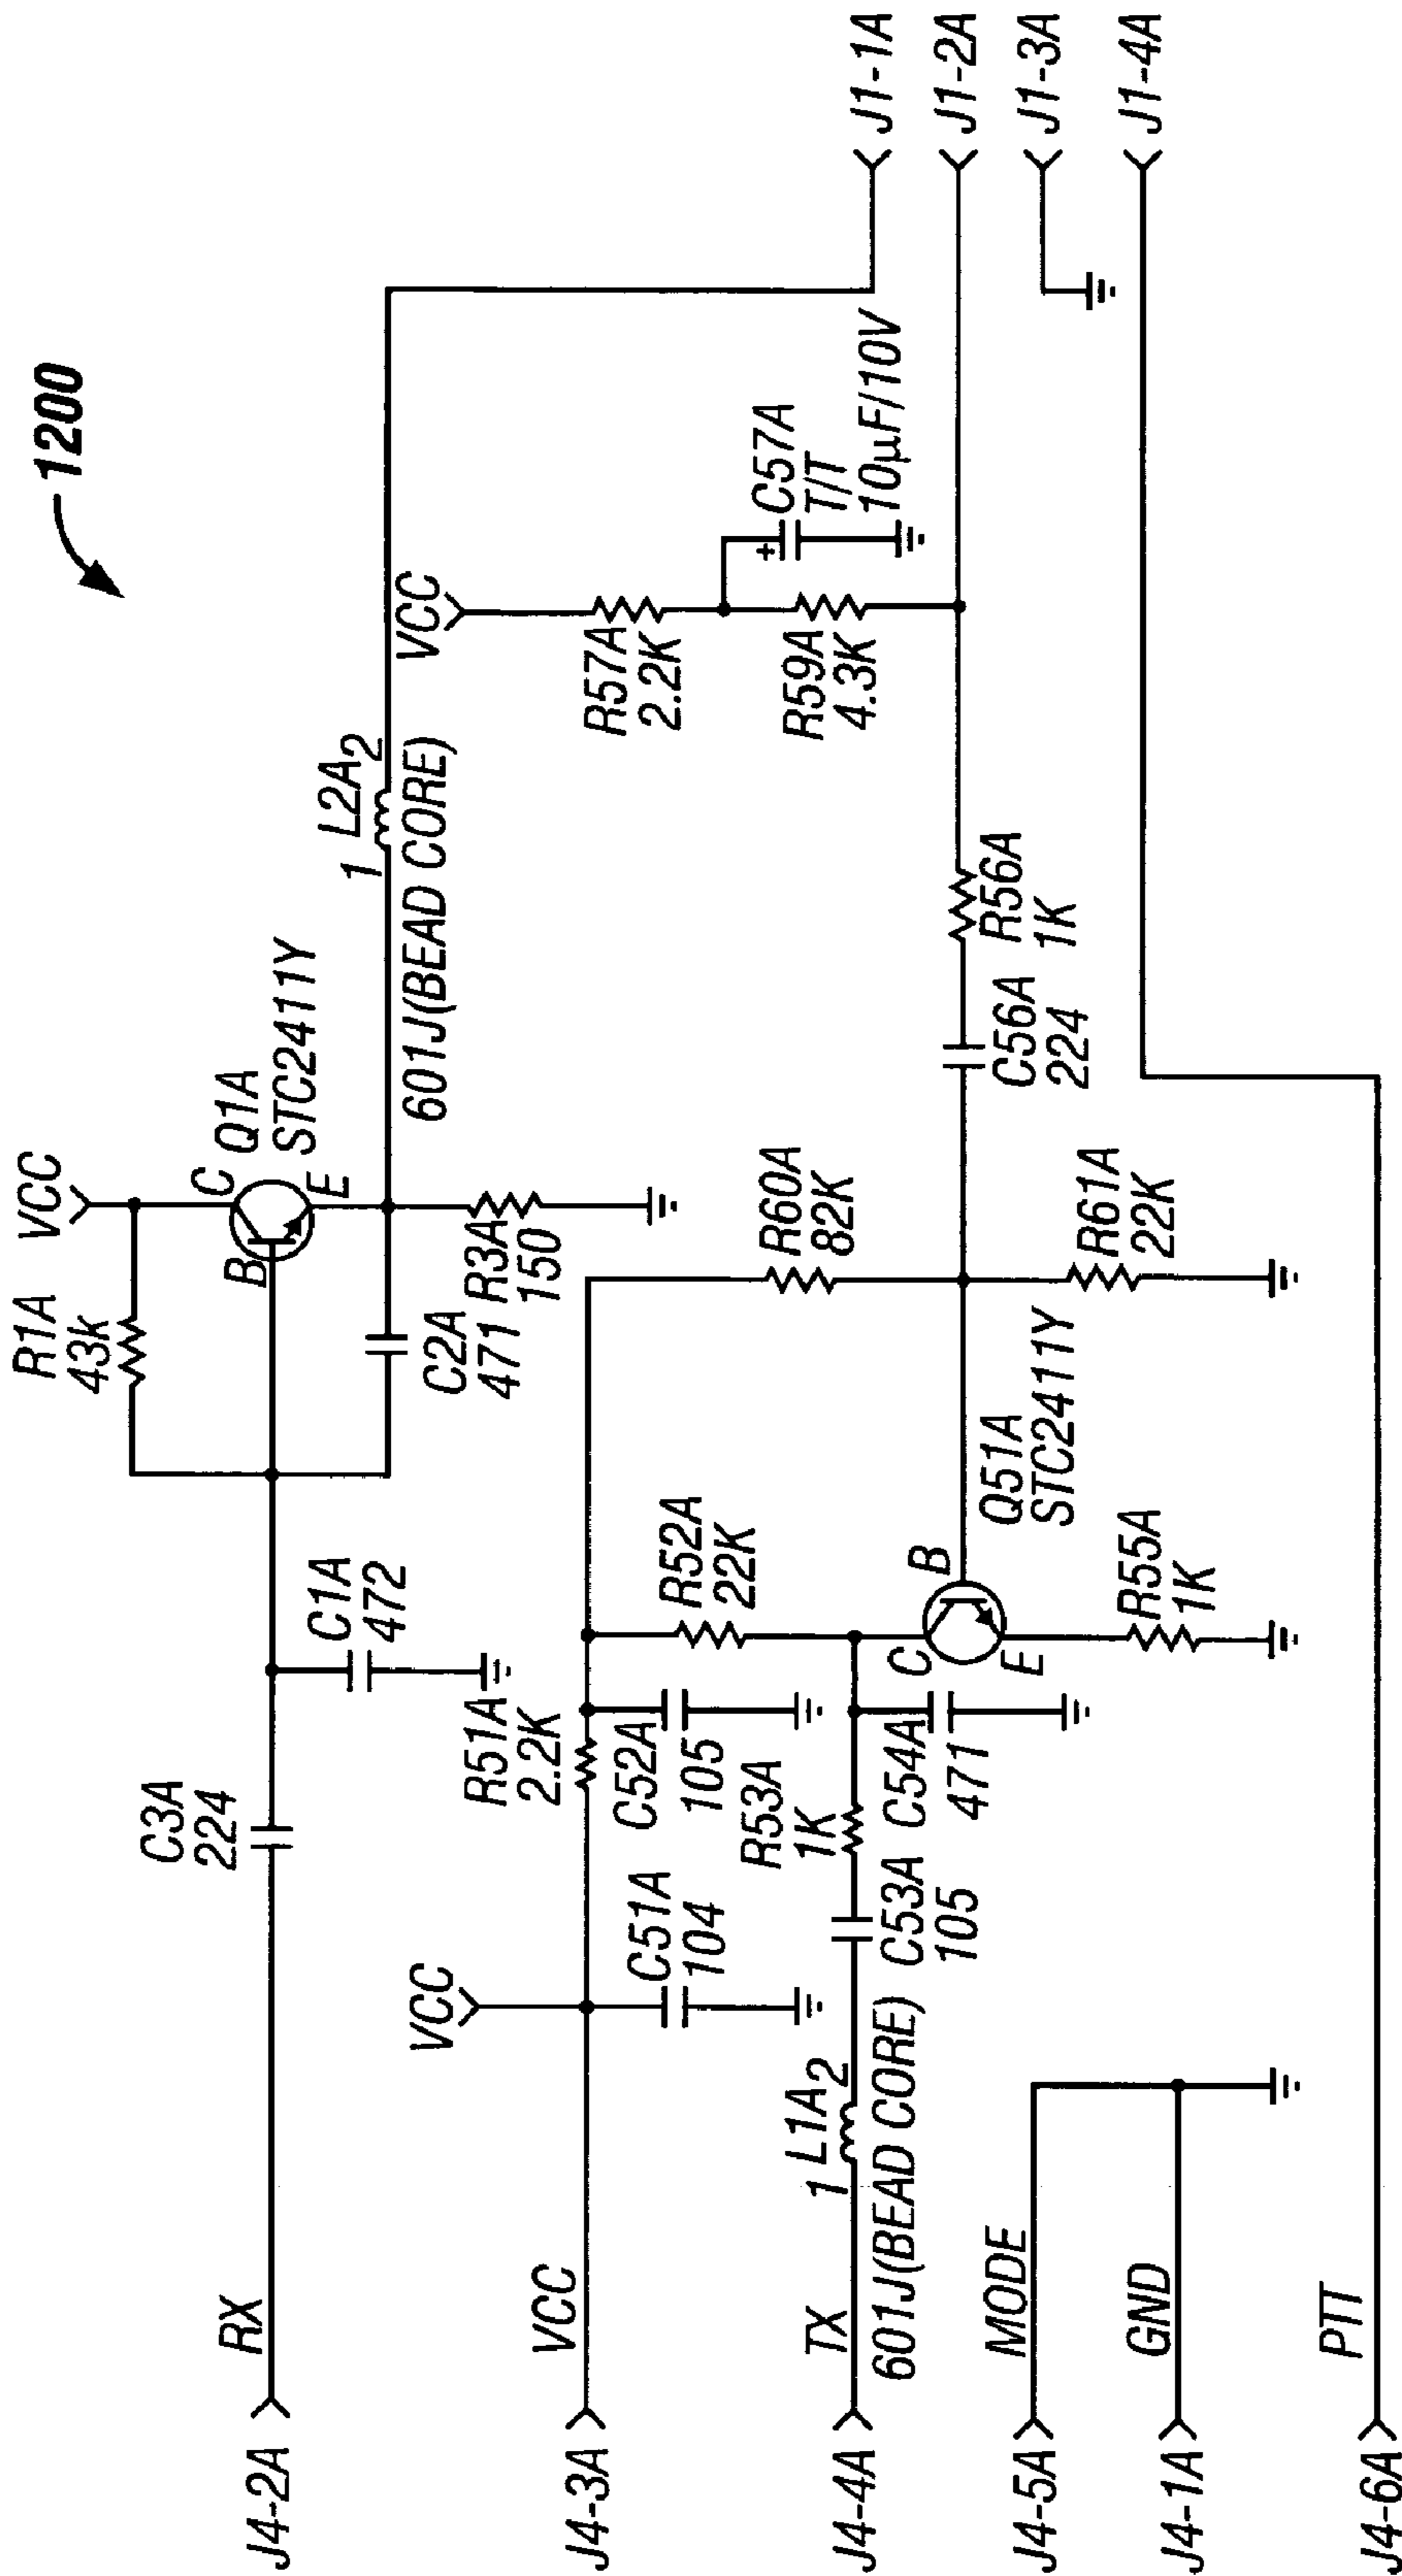 1200
VCC
R1A
43k
C
Q1A
STC2411Y
B
E
C3A
224
C1A
472
C2A
471
R3A
150
1 L2A 2
601J(BEAD CORE)
J4-2A
RX
VCC
R57A
2.2K
C57A
T/T
+
10µF/10V
R59A
4.3K
J1-1A
J1-2A
J1-3A
J1-4A
J4-3A
VCC
VCC
C51A
104
R51A
2.2K
C52A
105
R52A
22K
R60A
82K
J4-4A
TX
1 L1A 2
601J(BEAD CORE)
C53A
105
R53A
1K
C54A
471
C
B
E
Q51A
STC2411Y
R55A
1K
R61A
22K
C56A
224
R56A
1K
J4-5A
MODE
J4-1A
GND
J4-6A
PTT